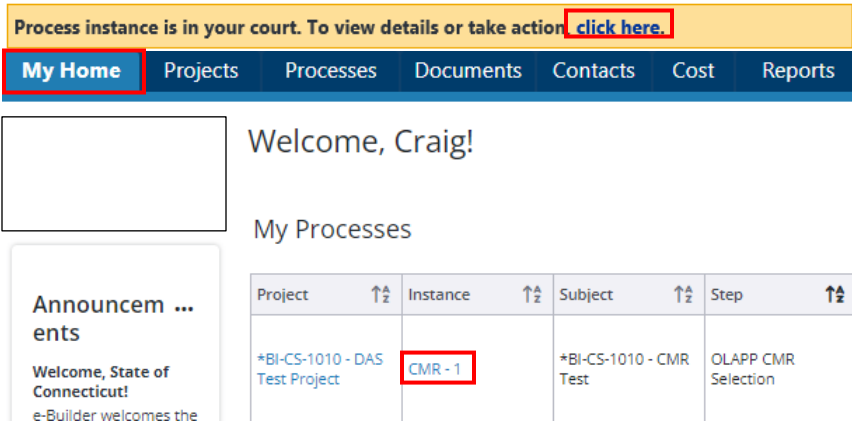 Process instance is in your court. To view details or take action, click here.
My Home Projects Processes Documents Contacts Cost Reports
Welcome, Craig!
My Processes
Announcem ...
ents
Welcome, State of
Connecticut!
e-Builder welcomes the
Project Instance Subject Step
*BI-CS-1010 - DAS
Test Project
CMR - 1
*BI-CS-1010 - CMR
Test
OLAPP CMR
Selection